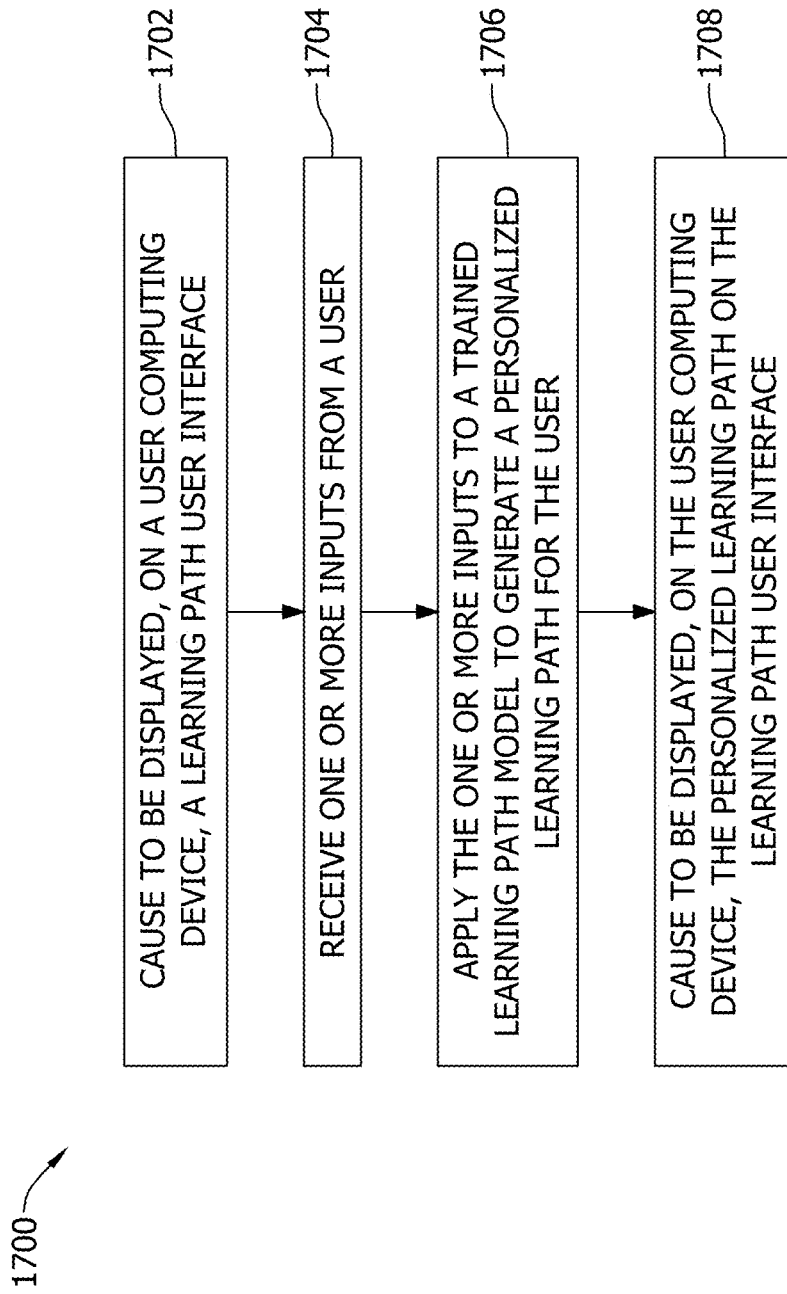 1700
CAUSE TO BE DISPLAYED, ON A USER COMPUTING
DEVICE, A LEARNING PATH USER INTERFACE
1702
RECEIVE ONE OR MORE INPUTS FROM A USER
1704
APPLY THE ONE OR MORE INPUTS TO A TRAINED
LEARNING PATH MODEL TO GENERATE A PERSONALIZED
LEARNING PATH FOR THE USER
1706
CAUSE TO BE DISPLAYED, ON THE USER COMPUTING
DEVICE, THE PERSONALIZED LEARNING PATH ON THE
LEARNING PATH USER INTERFACE
1708